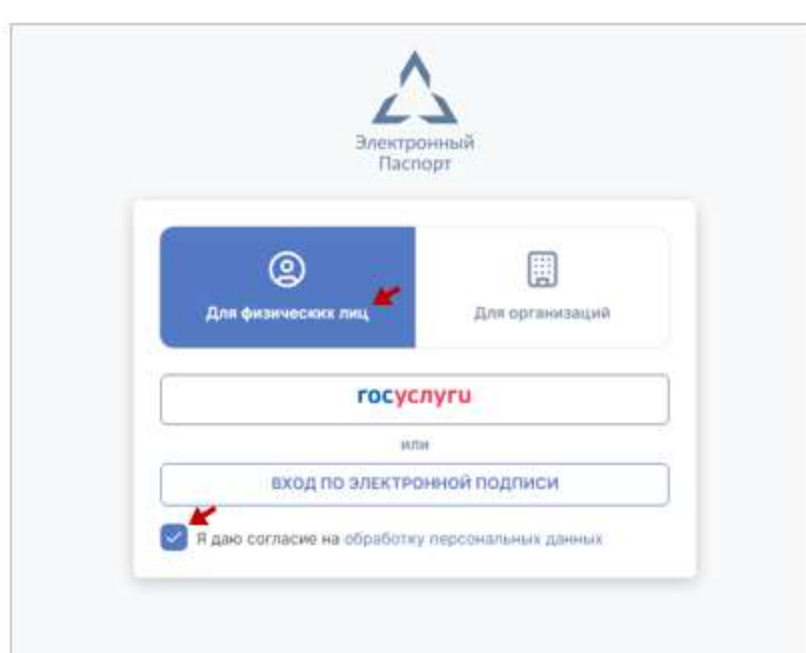 Электронный
Паспорт
Для физических лиц
Для организаций
госуслуги
или
ВХОД ПО ЭЛЕКТРОННОЙ ПОДПИСИ
Я даю согласие на обработку персональных данных